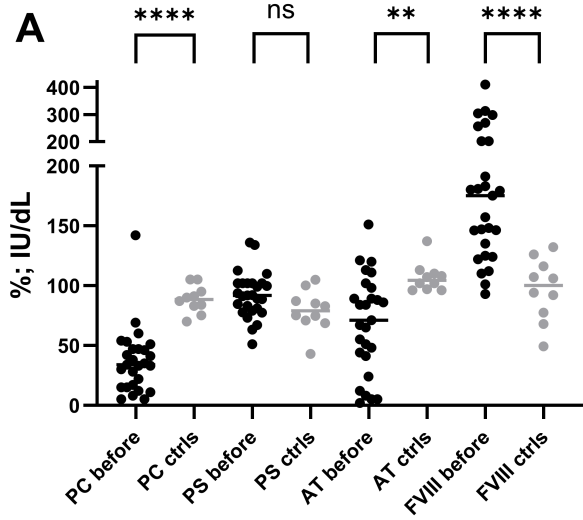 A
**** ns ** ****
%; IU/dL
400
300
200
200
150
100
50
0
PC before
PC ctrls
PS before
PS ctrls
AT before
AT ctrls
FVIII before
FVIII ctrls